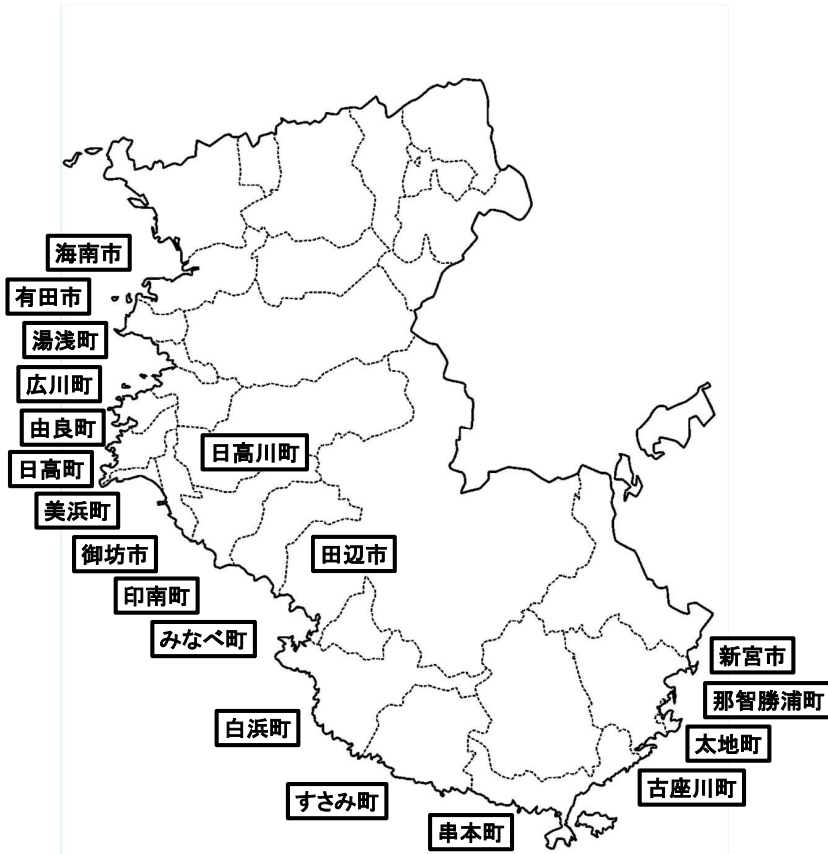 海南市
有田市
湯浅町
広川町
由良町
日高町
日高川町
美浜町
御坊市
田辺市
印南町
みなべ町
新宮市
那智勝浦町
白浜町
太地町
古座川町
すさみ町
串本町